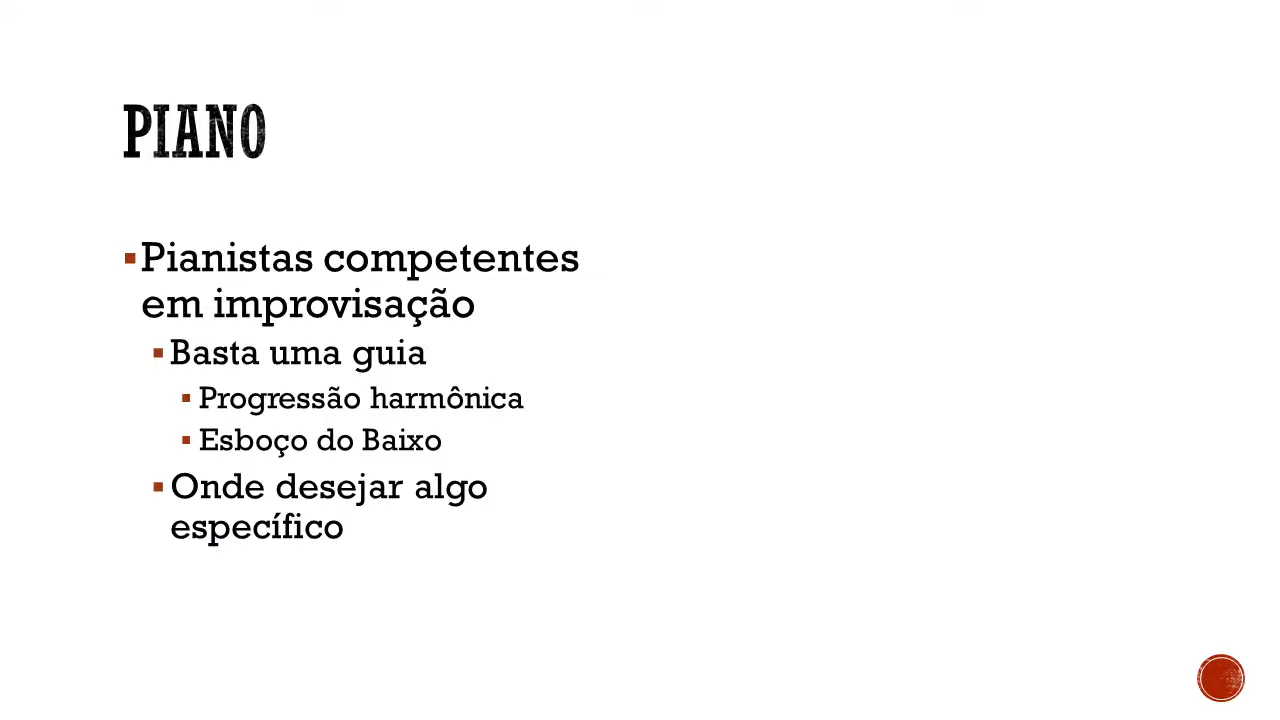 PIANO
Pianistas competentes
em improvisação
Basta uma guia
Progressão harmônica
Esboço do Baixo
Onde desejar algo
específico